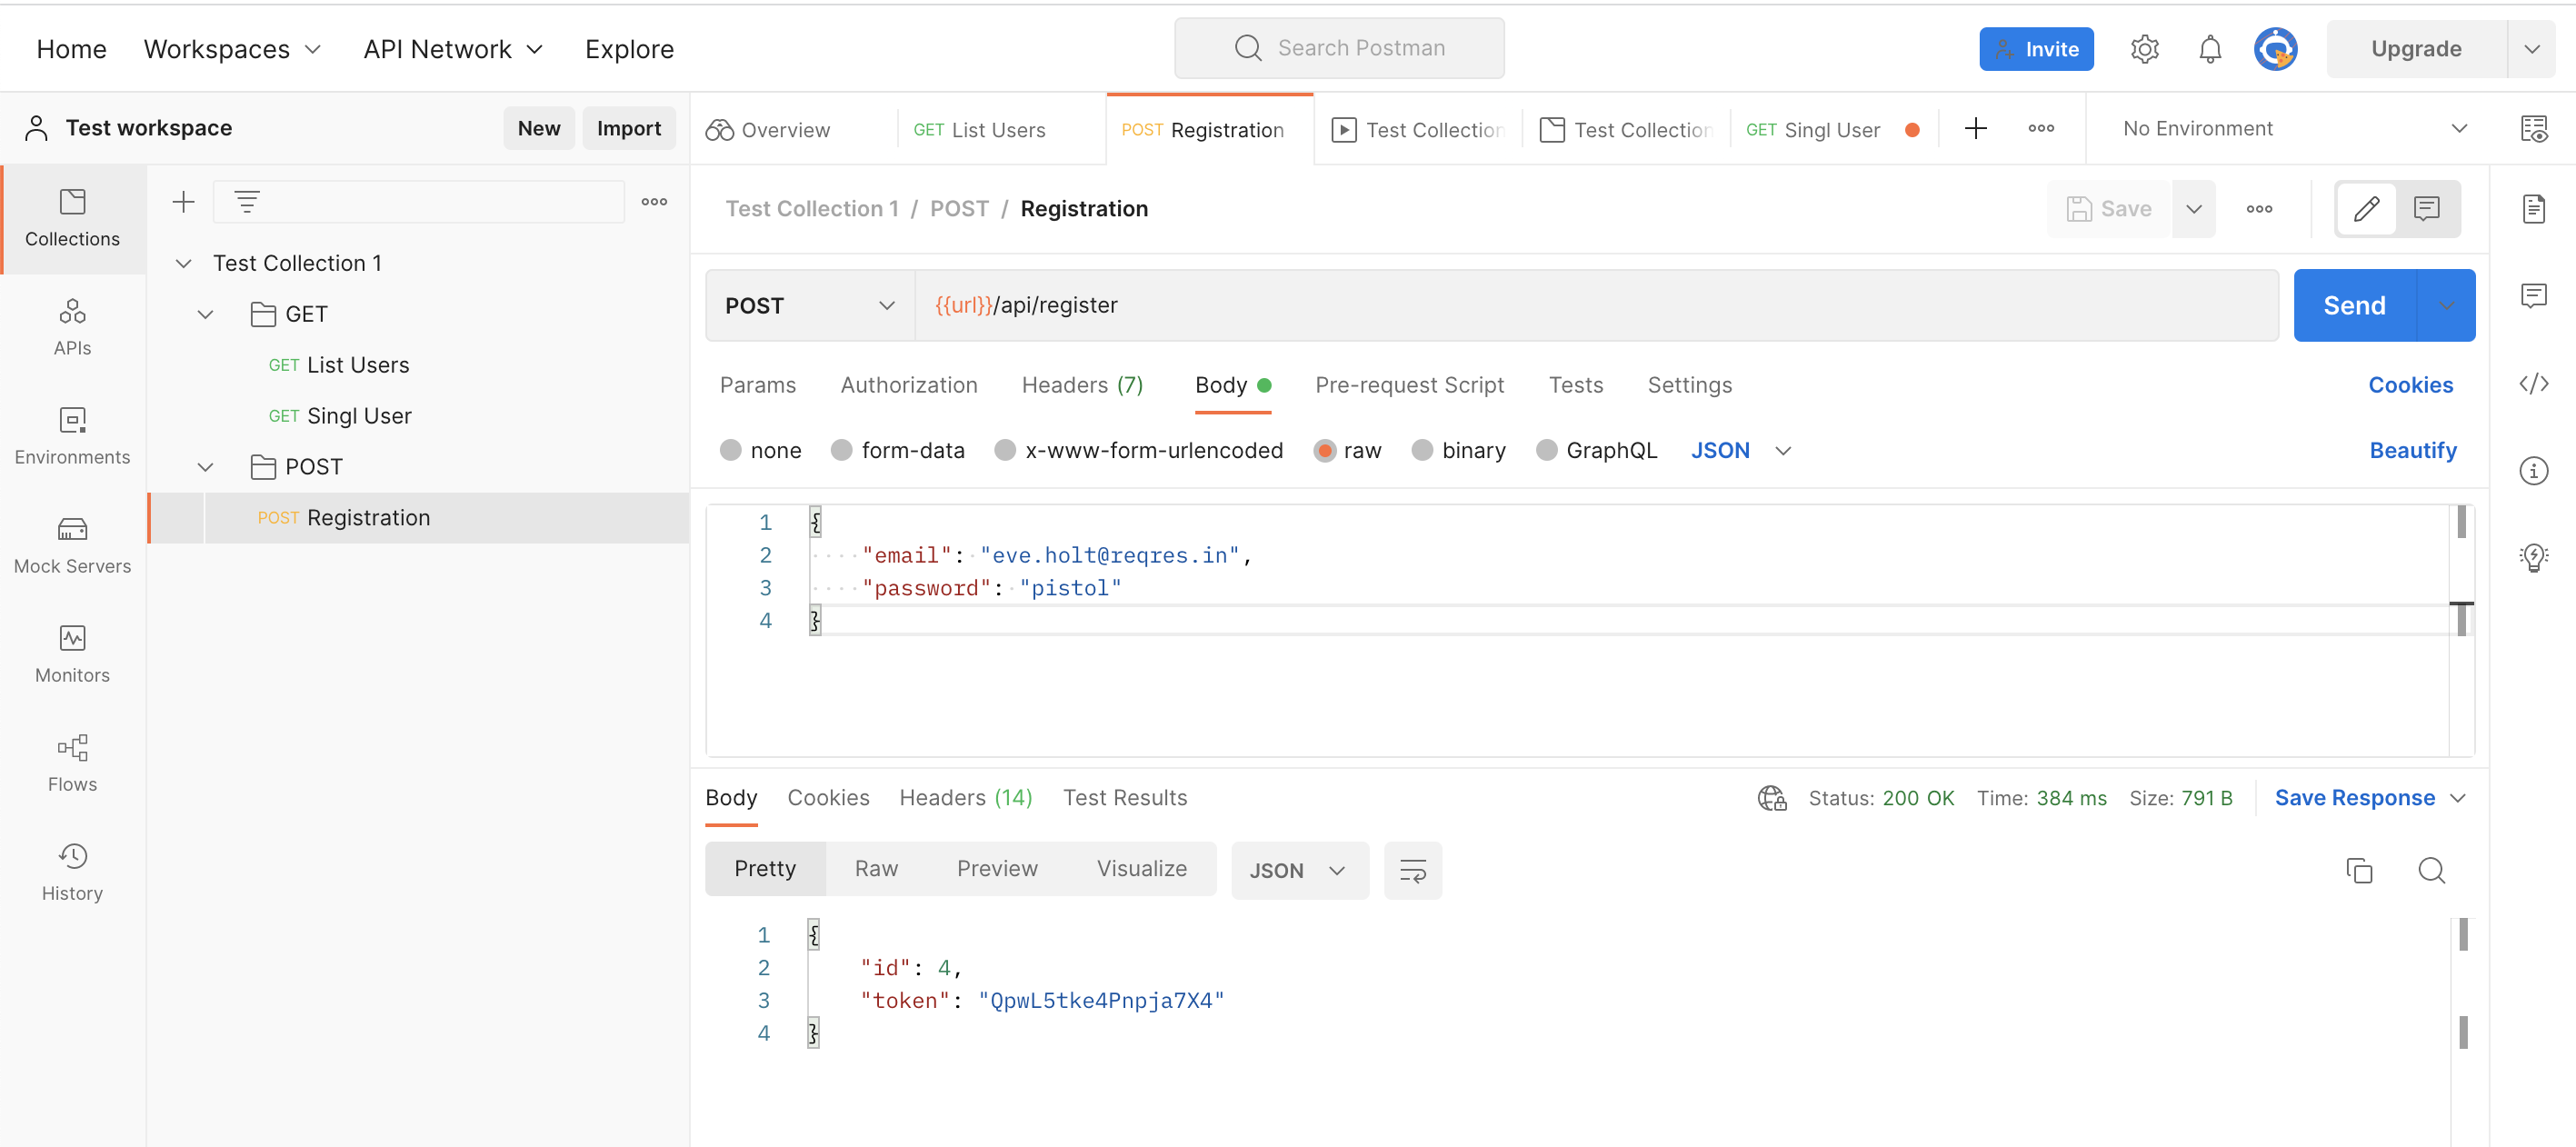 Home Workspaces API Network Explore Search Postman Invite Upgrade
Test workspace New Import Overview GET List Users POST Registration Test Collection Test Collection GET Singl User No Environment
Collections
APIs
Environments
Mock Servers
Monitors
Flows
History
Test Collection 1
GET
GET List Users
GET Singl User
POST
POST Registration
Test Collection 1 / POST / Registration Save
POST {{url}}/api/register Send
Params Authorization Headers (7) Body Pre-request Script Tests Settings Cookies
none form-data x-www-form-urlencoded raw binary GraphQL JSON Beautify
1 {
2 "email": "eve.holt@reqres.in",
3 "password": "pistol"
4 }
Body Cookies Headers (14) Test Results Status: 200 OK Time: 384 ms Size: 791 B Save Response
Pretty Raw Preview Visualize JSON
1 {
2 "id": 4,
3 "token": "QpwL5tke4Pnpja7X4"
4 }